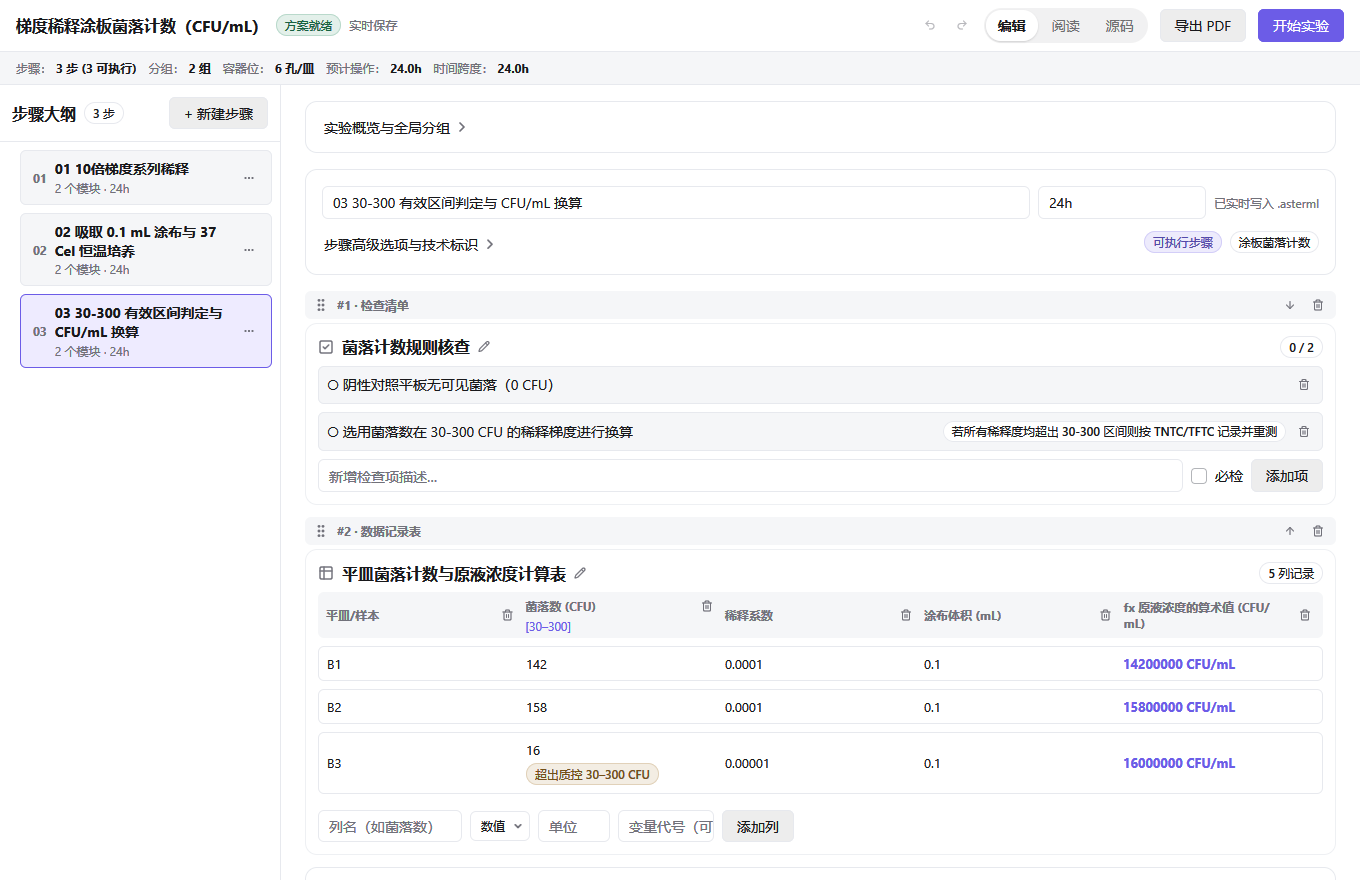 梯度稀释涂板菌落计数（CFU/mL） 方案就绪 实时保存 编辑 阅读 源码 导出 PDF 开始实验
步骤： 3 步 (3 可执行) 分组： 2 组 容器位： 6 孔/皿 预计操作： 24.0h 时间跨度： 24.0h
步骤大纲 3 步 + 新建步骤
01 01 10倍梯度系列稀释 ...
2 个模块 · 24h
02 02 吸取 0.1 mL 涂布与 37
Cel 恒温培养 ...
2 个模块 · 24h
03 03 30-300 有效区间判定与
CFU/mL 换算 ...
2 个模块 · 24h
实验概览与全局分组
03 30-300 有效区间判定与 CFU/mL 换算 24h 已实时写入 .asterml
步骤高级选项与技术标识 可执行步骤 涂板菌落计数
#1 · 检查清单
菌落计数规则核查 0 / 2
阴性对照平板无可见菌落（0 CFU）
选用菌落数在 30-300 CFU 的稀释梯度进行换算 若所有稀释度均超出 30-300 区间则按 TNTC/TFTC 记录并重测
新增检查项描述... 必检 添加项
#2 · 数据记录表
平皿菌落计数与原液浓度计算表 5 列记录
平皿/样本 菌落数 (CFU) [30–300] 稀释系数 涂布体积 (mL) fx 原液浓度的算术值 (CFU/
mL)
B1 142 0.0001 0.1 14200000 CFU/mL
B2 158 0.0001 0.1 15800000 CFU/mL
B3 16 0.00001 0.1 16000000 CFU/mL
超出质控 30–300 CFU
列名（如菌落数） 数值 单位 变量代号（可 添加列